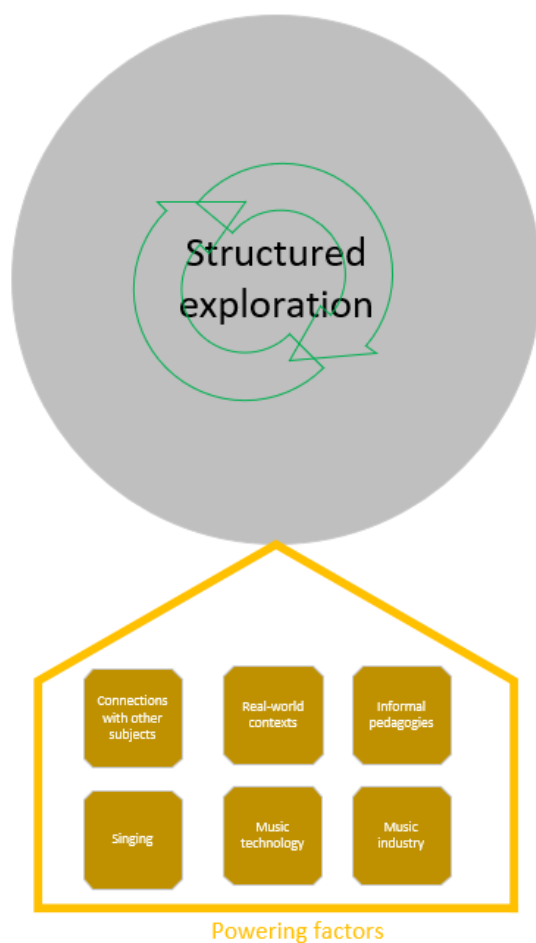 Structured
exploration
Connections
with other
subjects
Real-world
contexts
Informal
pedagogies
Singing
Music
technology
Music
industry
Powering factors